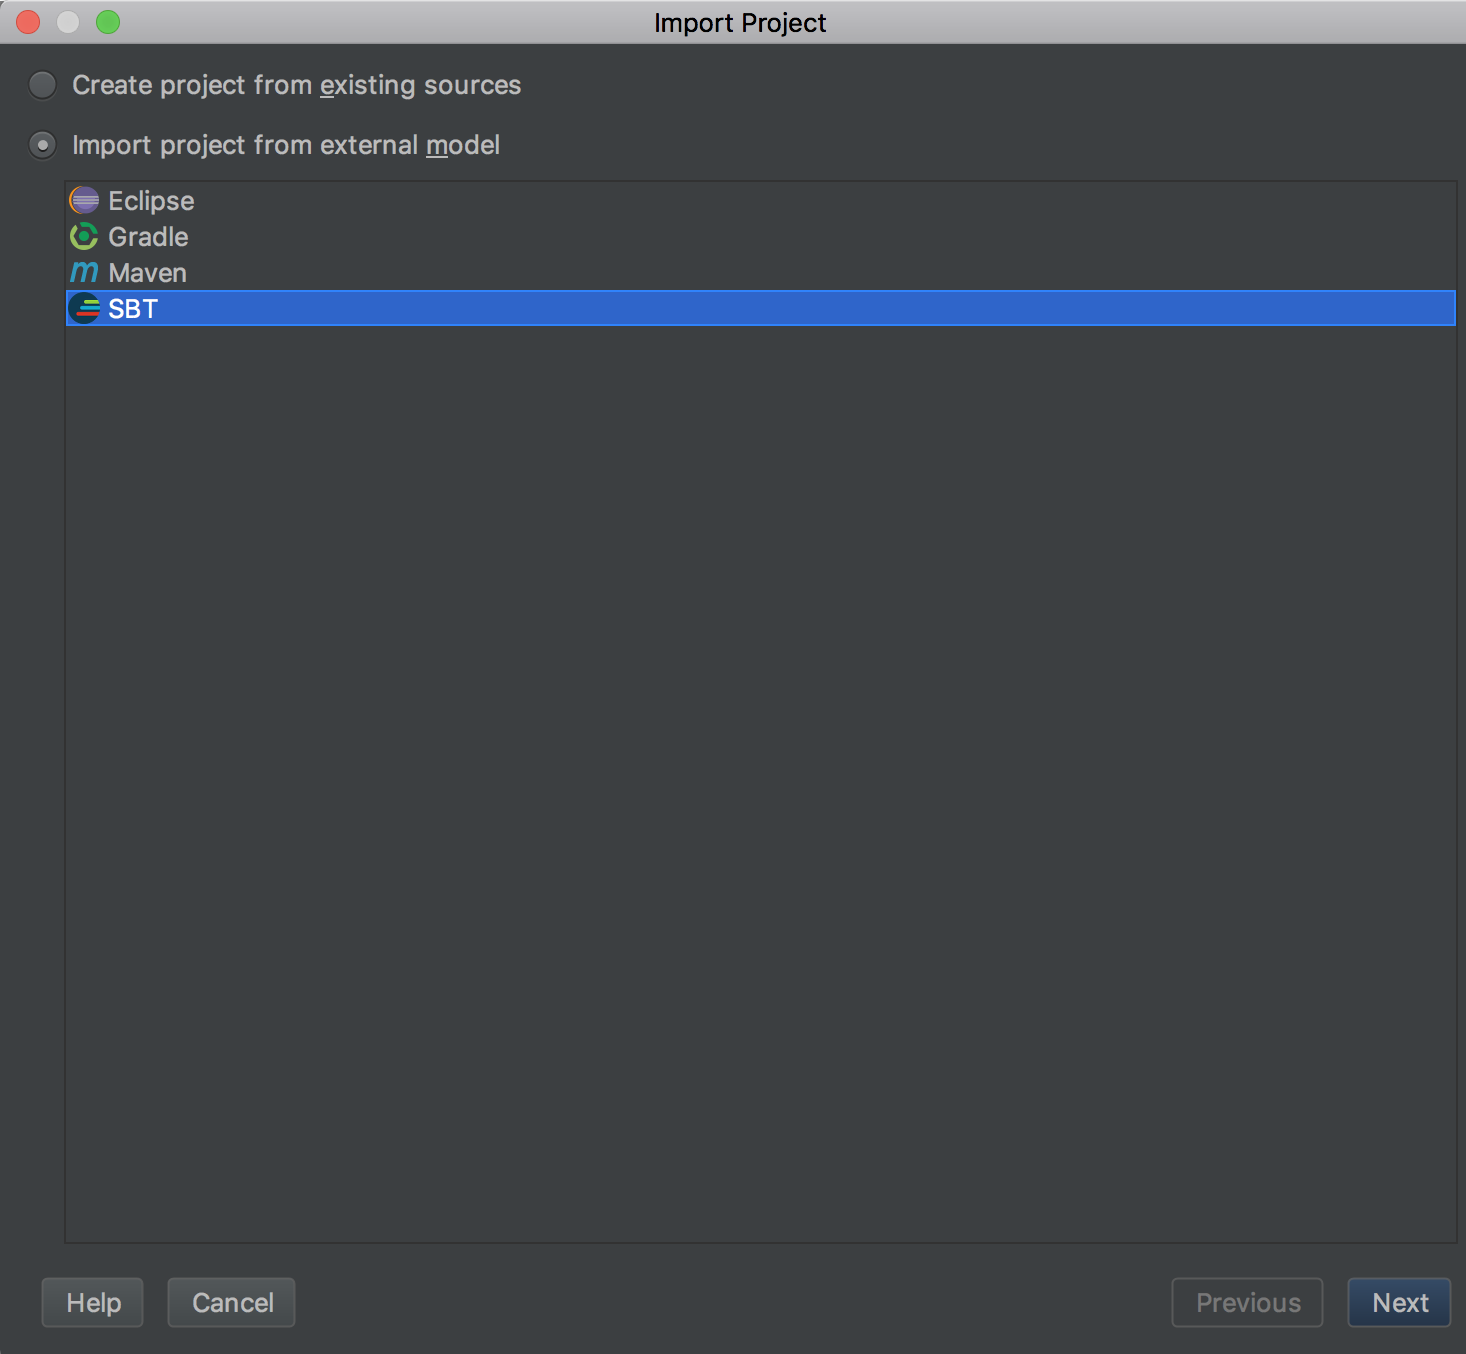 Import Project
Create project from existing sources
Import project from external model
Eclipse
Gradle
Maven
SBT
Help Cancel Previous Next